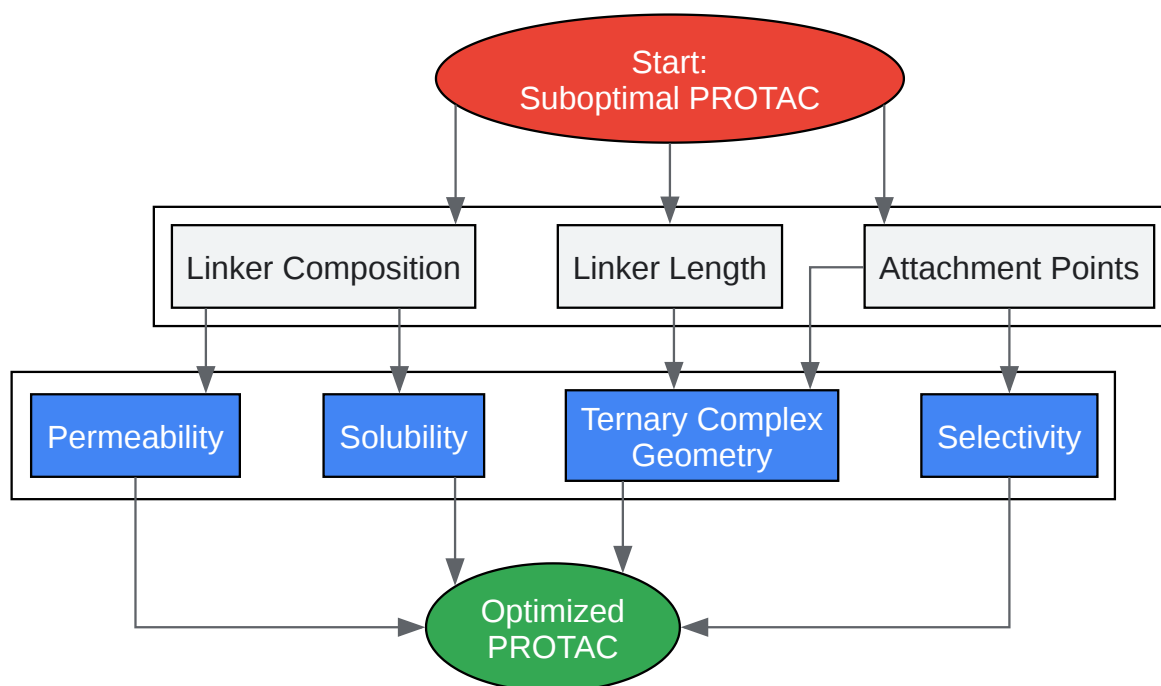 Start:
Suboptimal PROTAC
Linker Composition
Linker Length
Attachment Points
Permeability
Solubility
Ternary Complex
Geometry
Selectivity
Optimized
PROTAC